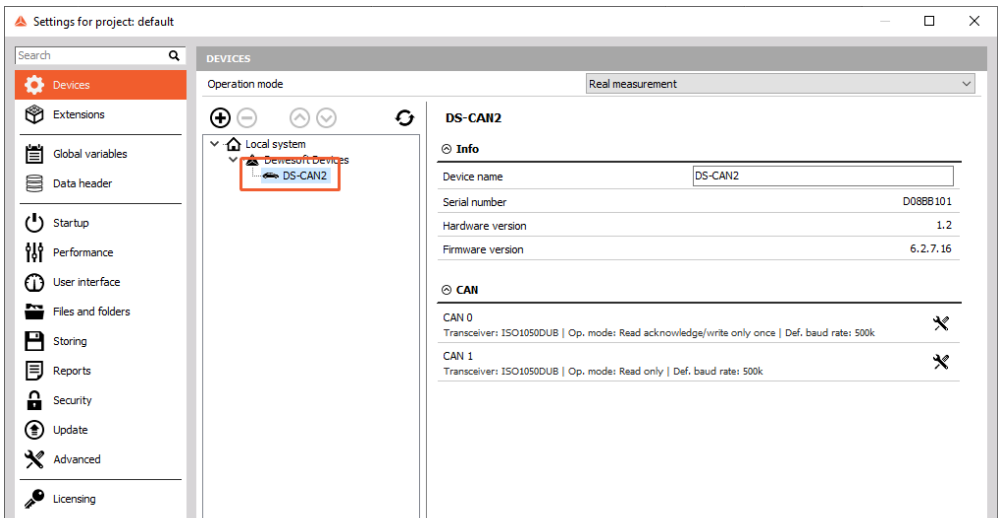 Settings for project: default
Search
Devices
Extensions
Global variables
Data header
Startup
Performance
User interface
Files and folders
Storing
Reports
Security
Update
Advanced
Licensing
DEVICES
Operation mode
Real measurement
Local system
Dewesoft Devices
DS-CAN2
DS-CAN2
Info
Device name
DS-CAN2
Serial number
D08BB101
Hardware version
1.2
Firmware version
6.2.7.16
CAN
CAN 0
Transceiver: ISO1050DUB | Op. mode: Read acknowledge/write only once | Def. baud rate: 500k
CAN 1
Transceiver: ISO1050DUB | Op. mode: Read only | Def. baud rate: 500k